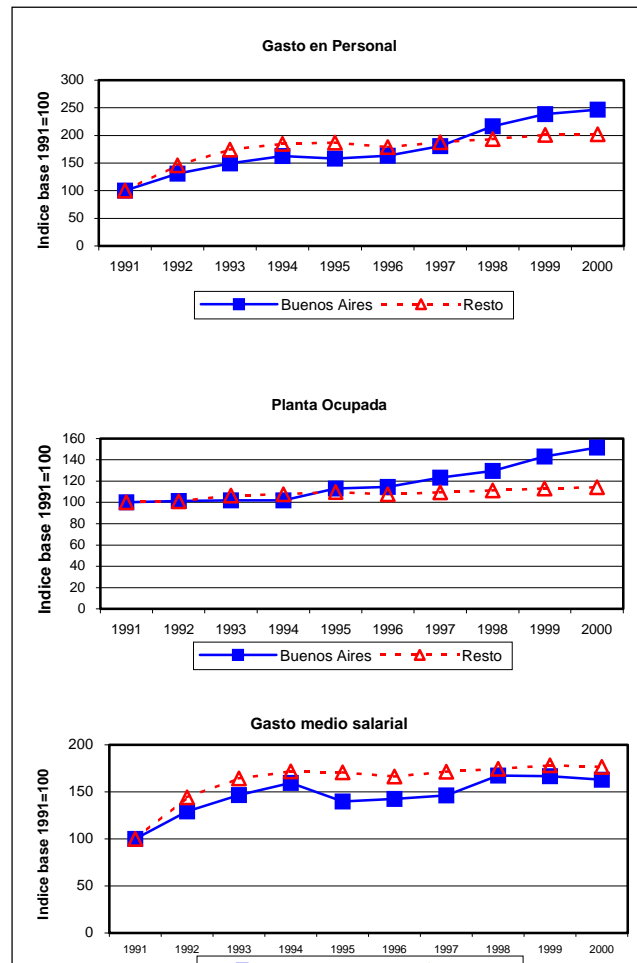 Gasto en Personal
Indice base 1991=100
300
250
200
150
100
50
0
1991 1992 1993 1994 1995 1996 1997 1998 1999 2000
Buenos Aires Resto
Planta Ocupada
Indice base 1991=100
160
140
120
100
80
60
40
20
0
1991 1992 1993 1994 1995 1996 1997 1998 1999 2000
Buenos Aires Resto
Gasto medio salarial
Indice base 1991=100
200
150
100
50
0
1991 1992 1993 1994 1995 1996 1997 1998 1999 2000